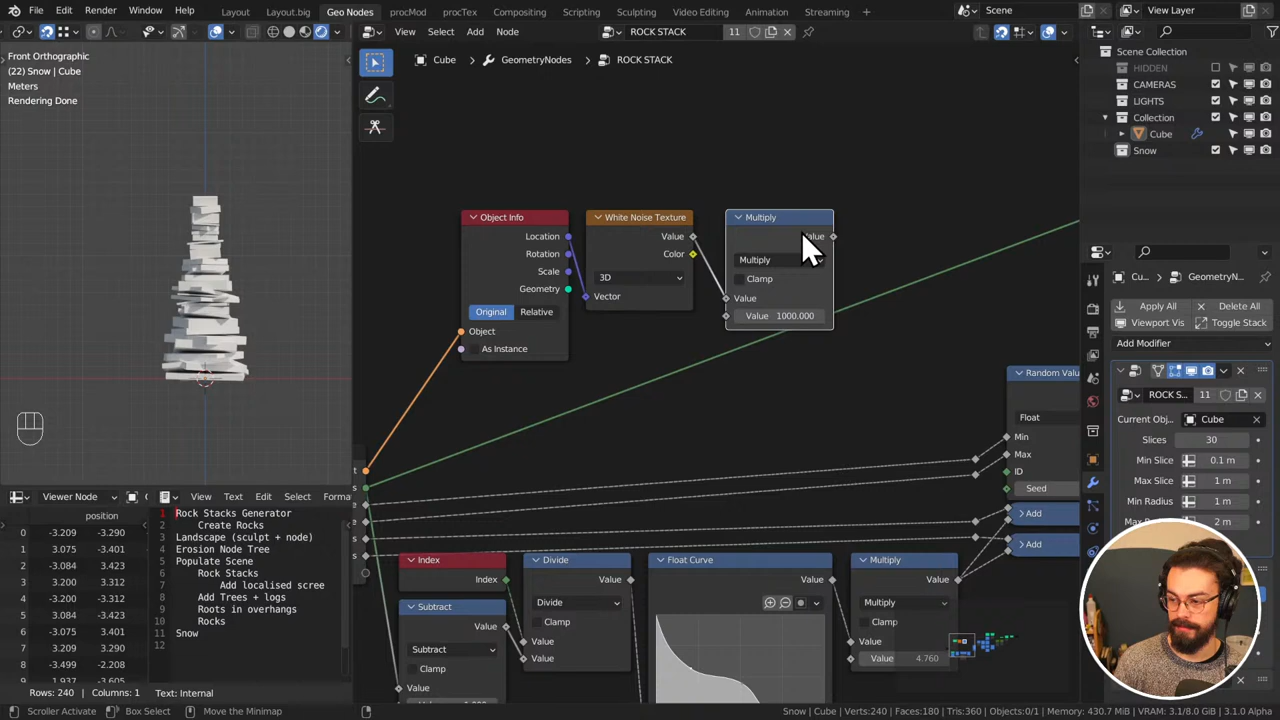 File Edit Render Window Help
Layout Layout.big Geo Nodes procMod procTex Compositing Scripting Sculpting Video Editing Animation Streaming +
Scene
View Layer
View Select Add Node
ROCK STACK 11
Cube GeometryNodes ROCK STACK
Front Orthographic
(22) Snow | Cube
Meters
Rendering Done
Scene Collection
HIDDEN
CAMERAS
LIGHTS
Collection
Cube
Snow
Object Info
Location
Rotation
Scale
Geometry
Original Relative
Object
As Instance
White Noise Texture
Value
Color
3D
Vector
Multiply
Multiply
Clamp
Value
Value 1000.000
Random Value
Float
Min
Max
ID
Seed
Add
Add
Index
Index
Subtract
Value
Subtract
Clamp
Value
Divide
Value
Divide
Clamp
Value
Value
Float Curve
Value
Multiply
Value
Multiply
Clamp
Value
Value 4.760
GeometryN
Apply All Delete All
Viewport Vis Toggle Stack
Add Modifier
ROCK S... 11
Current Obj... Cube
Slices 30
Min Slice 0.1 m
Max Slice 1 m
Min Radius 1 m
2 m
Viewer Node
View Text Edit Select Forma
position
0 -3.209 -3.290
1 3.075 -3.401
2 -3.084 3.423
3 3.200 3.312
4 -3.200 -3.312
5 3.084 -3.423
6 -3.075 3.401
7 3.209 3.290
8 -3.499 -2.208
1 Rock Stacks Generator
2 Create Rocks
3 Landscape (sculpt + node)
4 Erosion Node Tree
5 Populate Scene
6 Rock Stacks
7 Add localised scree
8 Add Trees + logs
9 Roots in overhangs
10 Rocks
11 Snow
12
Rows: 240 | Columns: 1
Text: Internal
Scroller Activate Box Select Move the Minimap
Snow | Cube | Verts:240 | Faces:180 | Tris:360 | Objects:0/1 | Memory: 430.7 MiB | VRAM: 3.1/8.0 GiB | 3.1.0 Alpha